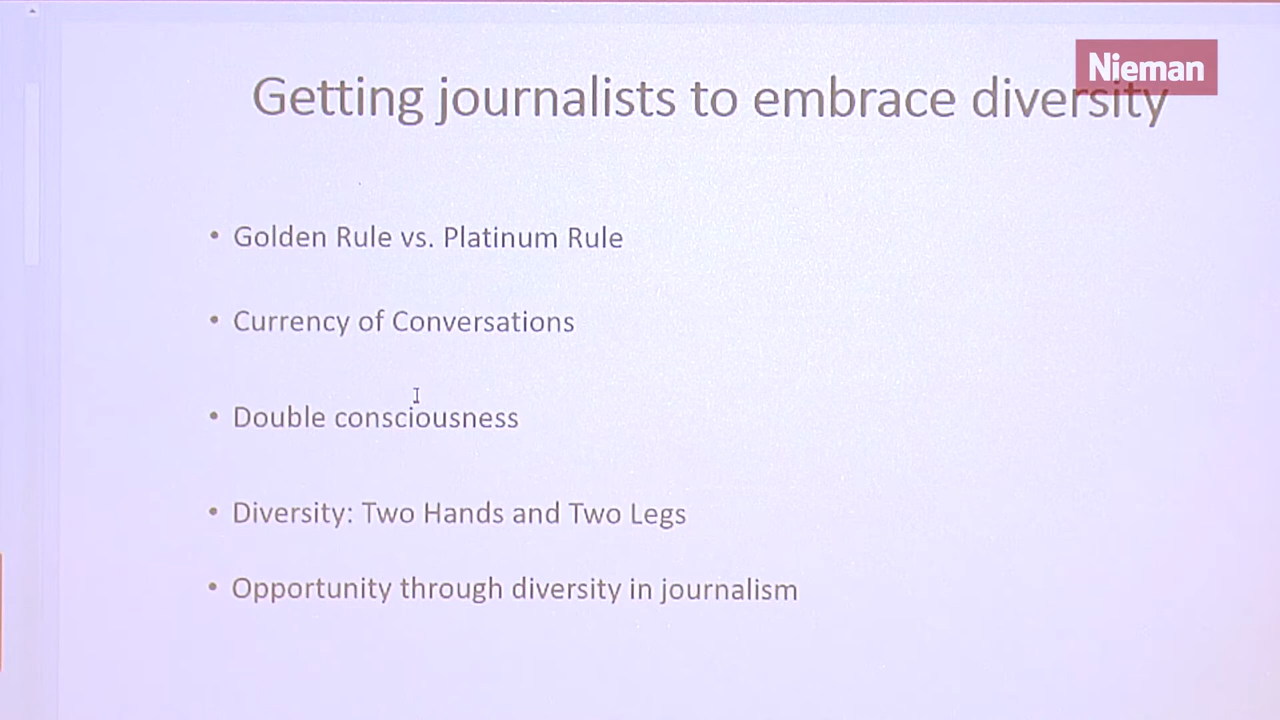 Nieman
Getting journalists to embrace diversity
• Golden Rule vs. Platinum Rule
• Currency of Conversations
• Double consciousness
• Diversity: Two Hands and Two Legs
• Opportunity through diversity in journalism